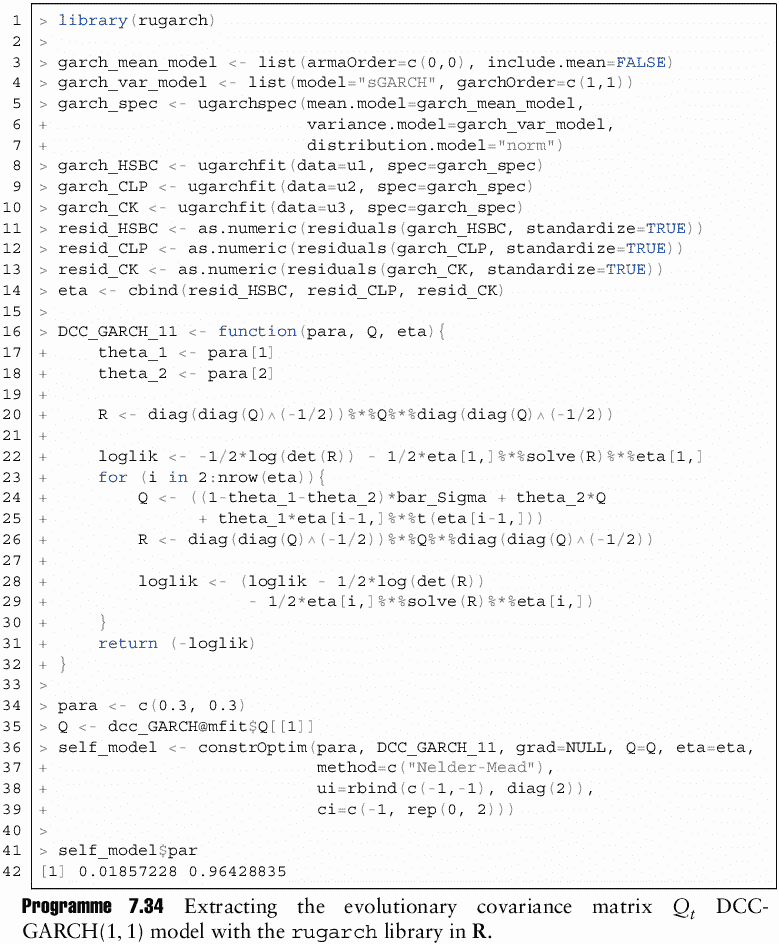 1 > library(rugarch)
2 >
3 > garch_mean_model <- list(armaOrder=c(0,0), include.mean=FALSE)
4 > garch_var_model <- list(model="sGARCH", garchOrder=c(1,1))
5 > garch_spec <- ugarchspec(mean.model=garch_mean_model,
6 + variance.model=garch_var_model,
7 + distribution.model="norm")
8 > garch_HSBC <- ugarchfit(data=u1, spec=garch_spec)
9 > garch_CLP <- ugarchfit(data=u2, spec=garch_spec)
10 > garch_CK <- ugarchfit(data=u3, spec=garch_spec)
11 > resid_HSBC <- as.numeric(residuals(garch_HSBC, standardize=TRUE))
12 > resid_CLP <- as.numeric(residuals(garch_CLP, standardize=TRUE))
13 > resid_CK <- as.numeric(residuals(garch_CK, standardize=TRUE))
14 > eta <- cbind(resid_HSBC, resid_CLP, resid_CK)
15 >
16 > DCC_GARCH_11 <- function(para, Q, eta){
17 + theta_1 <- para[1]
18 + theta_2 <- para[2]
19 +
20 + R <- diag(diag(Q)∧(-1/2))%*%Q%*%diag(diag(Q)∧(-1/2))
21 +
22 + loglik <- -1/2*log(det(R)) - 1/2*eta[1,]%*%solve(R)%*%eta[1,]
23 + for (i in 2:nrow(eta)){
24 + Q <- ((1-theta_1-theta_2)*bar_Sigma + theta_2*Q
25 + + theta_1*eta[i-1,]%*%t(eta[i-1,]))
26 + R <- diag(diag(Q)∧(-1/2))%*%Q%*%diag(diag(Q)∧(-1/2))
27 +
28 + loglik <- (loglik - 1/2*log(det(R))
29 + - 1/2*eta[i,]%*%solve(R)%*%eta[i,])
30 + }
31 + return (-loglik)
32 + }
33 >
34 > para <- c(0.3, 0.3)
35 > Q <- dcc_GARCH@mfit$Q[[1]]
36 > self_model <- constrOptim(para, DCC_GARCH_11, grad=NULL, Q=Q, eta=eta,
37 + method=c("Nelder-Mead"),
38 + ui=rbind(c(-1,-1), diag(2)),
39 + ci=c(-1, rep(0, 2)))
40 >
41 > self_model$par
42 [1] 0.01857228 0.96428835
Programme 7.34 Extracting the evolutionary covariance matrix Qt DCC-
GARCH(1, 1) model with the rugarch library in R.